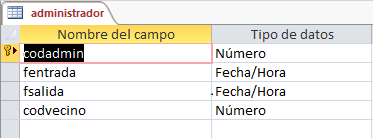 administrador
Nombre del campo Tipo de datos
codadmin Número
fentrada Fecha/Hora
fsalida Fecha/Hora
codvecino Número